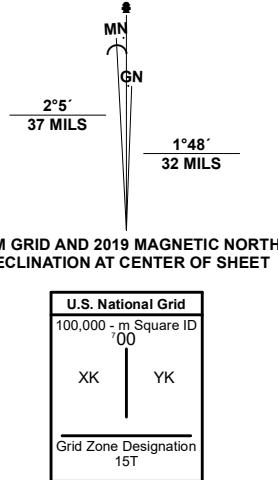 MN
GN
2°5´
37 MILS
1°48´
32 MILS
M GRID AND 2019 MAGNETIC NORTH
ECLINATION AT CENTER OF SHEET
U.S. National Grid
100,000 - m Square ID
⁷00
XK YK
Grid Zone Designation
15T